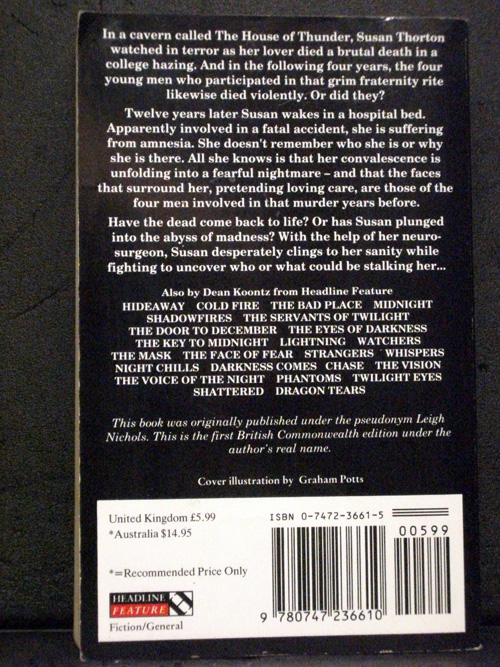 In a cavern called The House of Thunder, Susan Thorton
watched in terror as her lover died a brutal death in a
college hazing. And in the following four years, the four
young men who participated in that grim fraternity rite
likewise died violently. Or did they?
Twelve years later Susan wakes in a hospital bed.
Apparently involved in a fatal accident, she is suffering
from amnesia. She doesn't remember who she is or why
she is there. All she knows is that her convalescence is
unfolding into a fearful nightmare – and that the faces
that surround her, pretending loving care, are those of the
four men involved in that murder years before.
Have the dead come back to life? Or has Susan plunged
into the abyss of madness? With the help of her neuro-
surgeon, Susan desperately clings to her sanity while
fighting to uncover who or what could be stalking her...
Also by Dean Koontz from Headline Feature
HIDEAWAY COLD FIRE THE BAD PLACE MIDNIGHT
SHADOWFIRES THE SERVANTS OF TWILIGHT
THE DOOR TO DECEMBER THE EYES OF DARKNESS
THE KEY TO MIDNIGHT LIGHTNING WATCHERS
THE MASK THE FACE OF FEAR STRANGERS WHISPERS
NIGHT CHILLS DARKNESS COMES CHASE THE VISION
THE VOICE OF THE NIGHT PHANTOMS TWILIGHT EYES
SHATTERED DRAGON TEARS
This book was originally published under the pseudonym Leigh
Nichols. This is the first British Commonwealth edition under the
author's real name.
Cover illustration by Graham Potts
United Kingdom £5.99
*Australia $14.95
*=Recommended Price Only
HEADLINE
FEATURE
Fiction/General
ISBN 0-7472-3661-5
00599
9 780747 236610